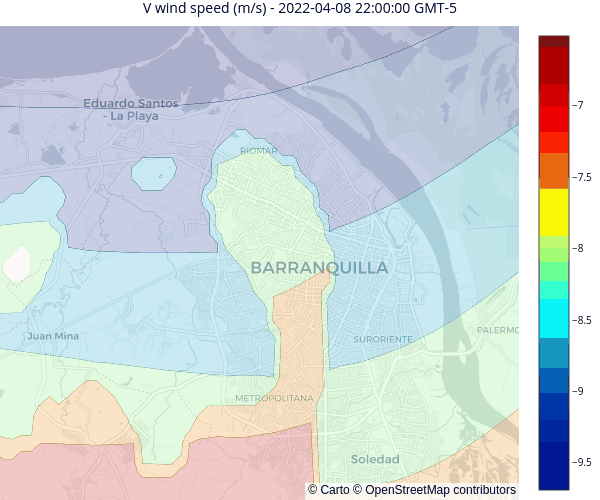 V wind speed (m/s) - 2022-04-08 22:00:00 GMT-5
Eduardo Santos
- La Playa
RIOMAR
BARRANQUILLA
Juan Mina
SURORIENTE
PALERMO
METROPOLITANA
Soledad
© Carto © OpenStreetMap contributors
−7
−7.5
−8
−8.5
−9
−9.5